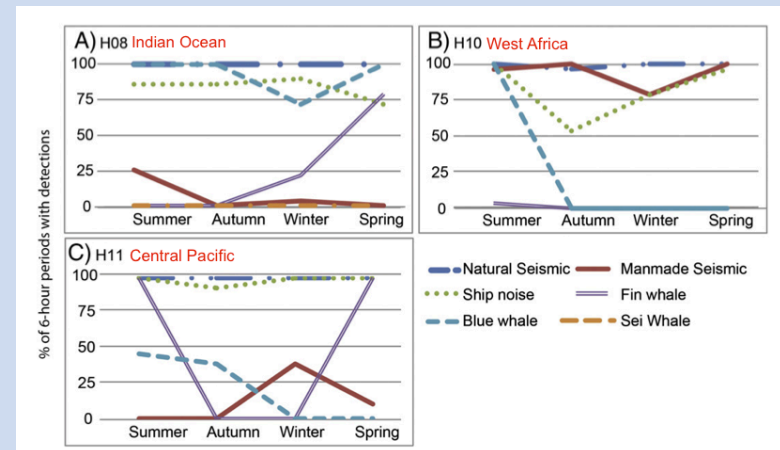 % of 6-hour periods with detections
A) H08 Indian Ocean
100
75
50
25
0
Summer Autumn Winter Spring
B) H10 West Africa
100
75
50
25
0
Summer Autumn Winter Spring
C) H11 Central Pacific
100
75
50
25
0
Summer Autumn Winter Spring
Natural Seismic Manmade Seismic
Ship noise Fin whale
Blue whale Sei Whale